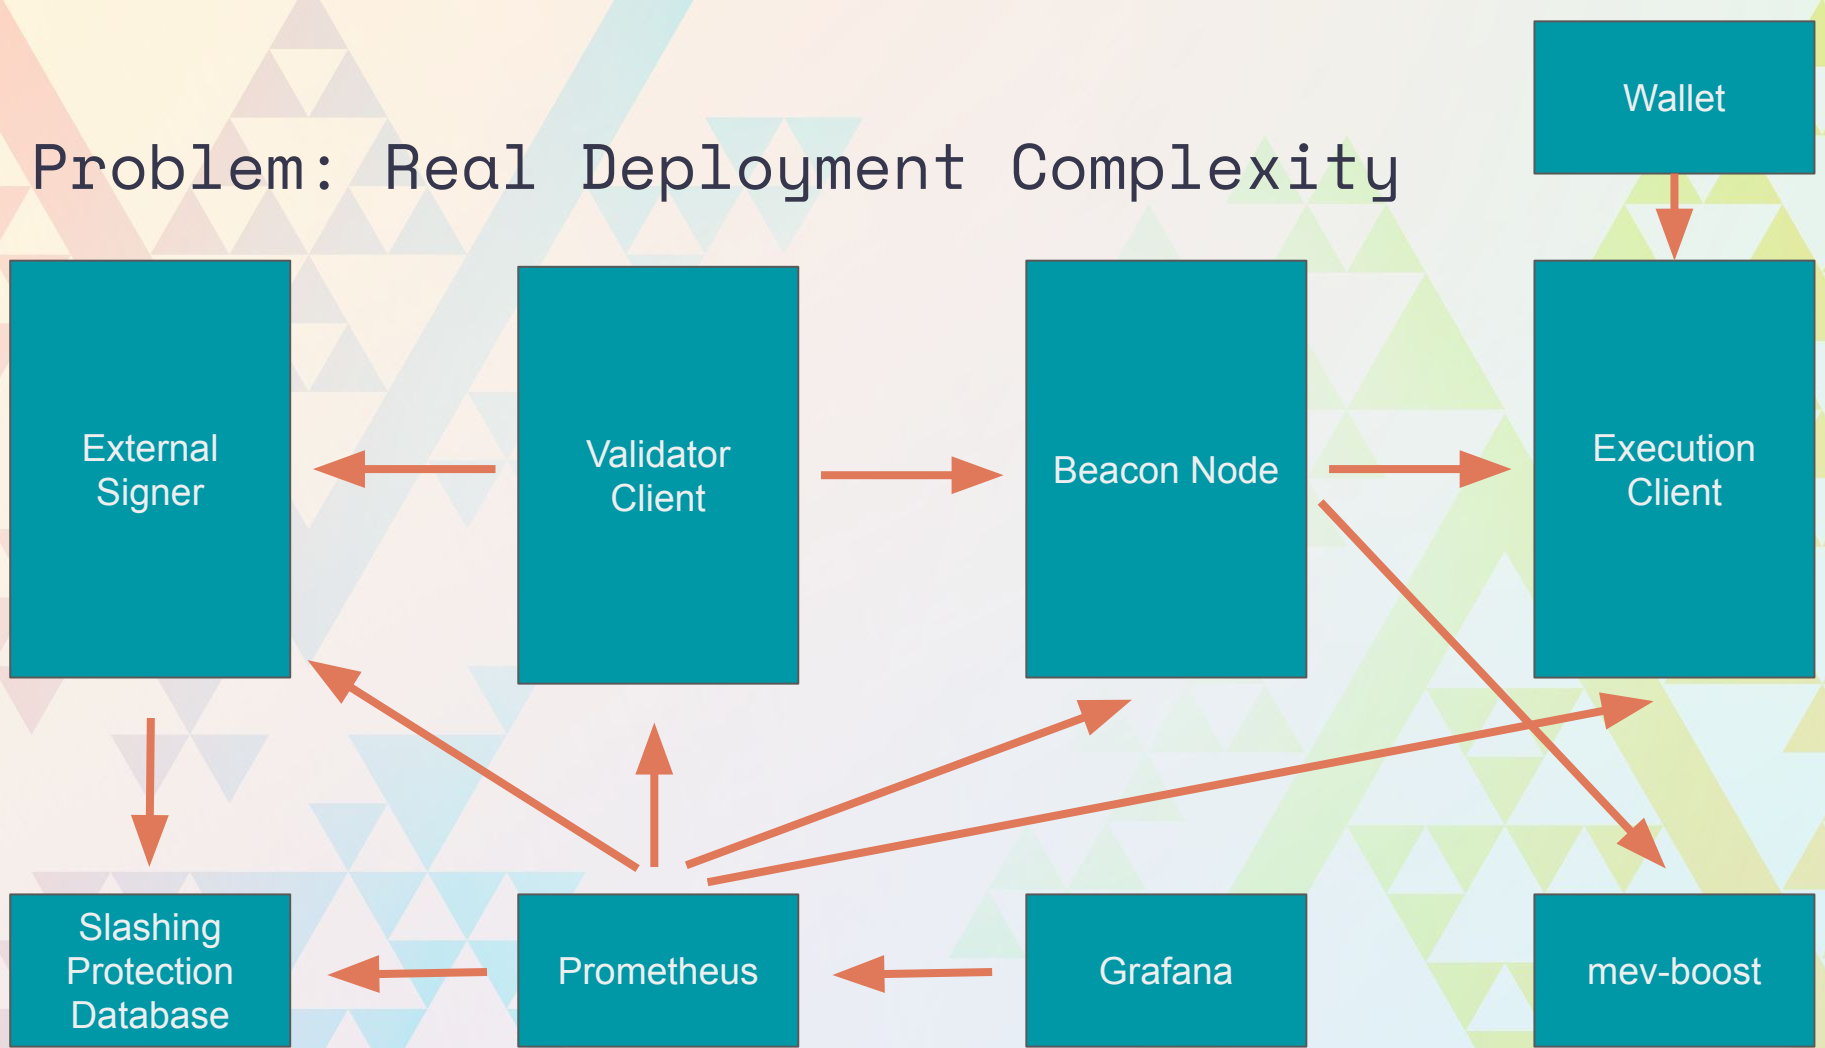 Wallet
Problem: Real Deployment Complexity
External
Signer
Validator
Client
Beacon Node
Execution
Client
Slashing
Protection
Database
Prometheus
Grafana
mev-boost